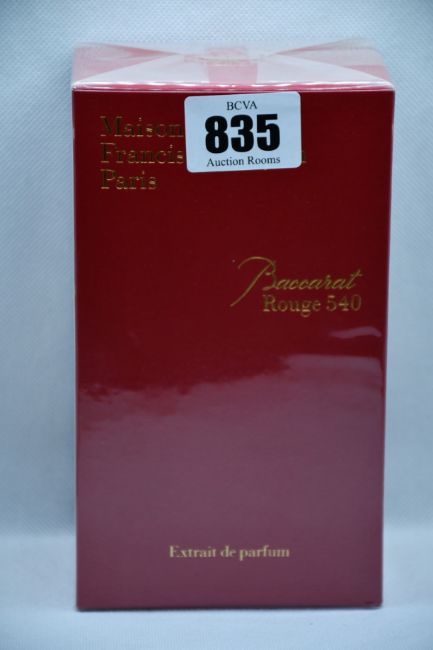 BCVA
835
Auction Rooms
Maison
Francis
Paris
Baccarat
Rouge 540
Extrait de parfum